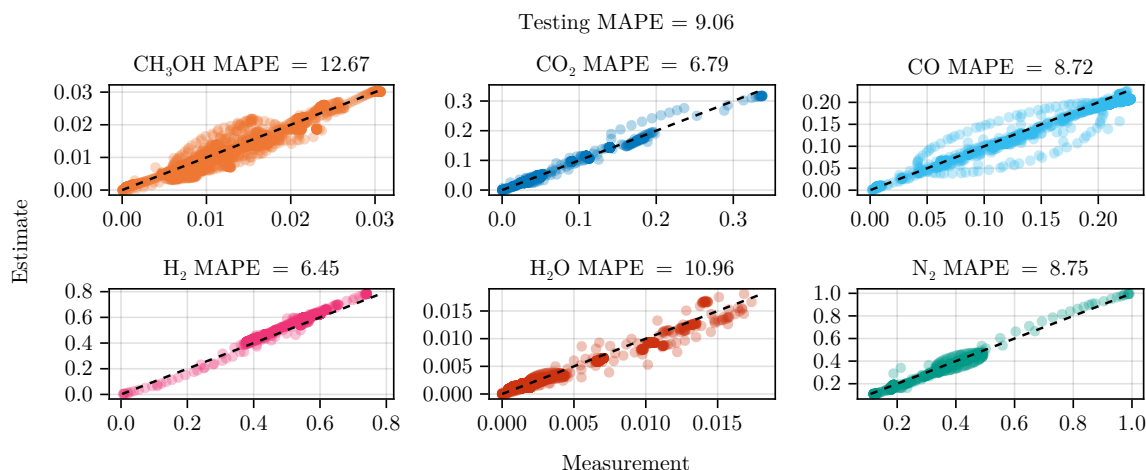 Testing MAPE = 9.06
CH₃OH MAPE = 12.67
CO₂ MAPE = 6.79
CO MAPE = 8.72
0.03
0.02
0.01
0.00
0.00 0.01 0.02 0.03
0.3
0.2
0.1
0.0
0.0 0.1 0.2 0.3
0.20
0.15
0.10
0.05
0.00
0.00 0.05 0.10 0.15 0.20
Estimate
H₂ MAPE = 6.45
H₂O MAPE = 10.96
N₂ MAPE = 8.75
0.8
0.6
0.4
0.2
0.0
0.0 0.2 0.4 0.6 0.8
0.015
0.010
0.005
0.000
0.000 0.005 0.010 0.015
1.0
0.8
0.6
0.4
0.2
0.2 0.4 0.6 0.8 1.0
Measurement